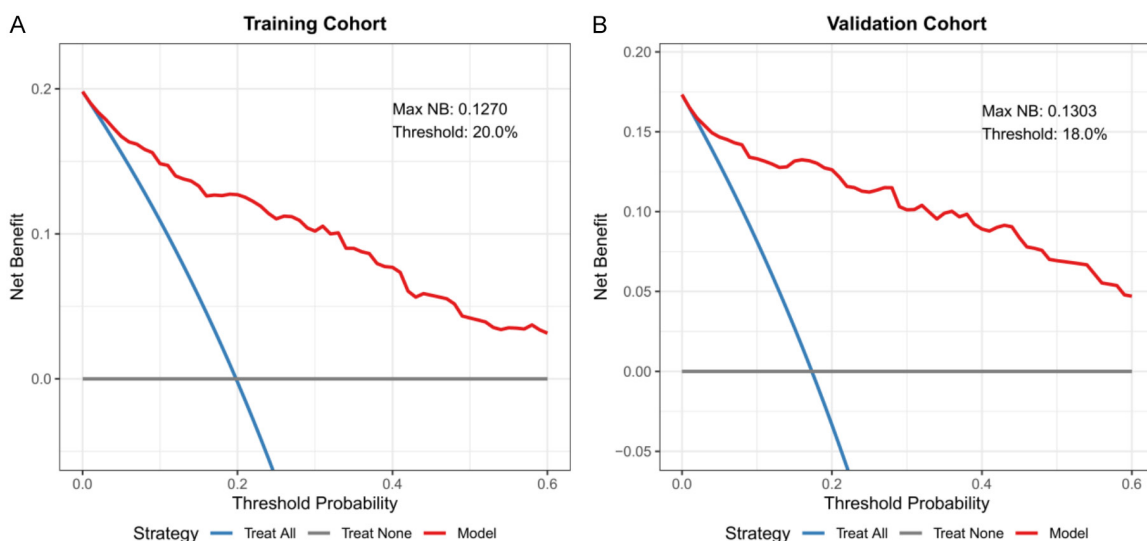 A
Training Cohort
Max NB: 0.1270
Threshold: 20.0%
Net Benefit
0.2
0.1
0.0
0.0 0.2 0.4 0.6
Threshold Probability
Strategy Treat All Treat None Model
B
Validation Cohort
Max NB: 0.1303
Threshold: 18.0%
Net Benefit
0.20
0.15
0.10
0.05
0.00
−0.05
0.0 0.2 0.4 0.6
Threshold Probability
Strategy Treat All Treat None Model